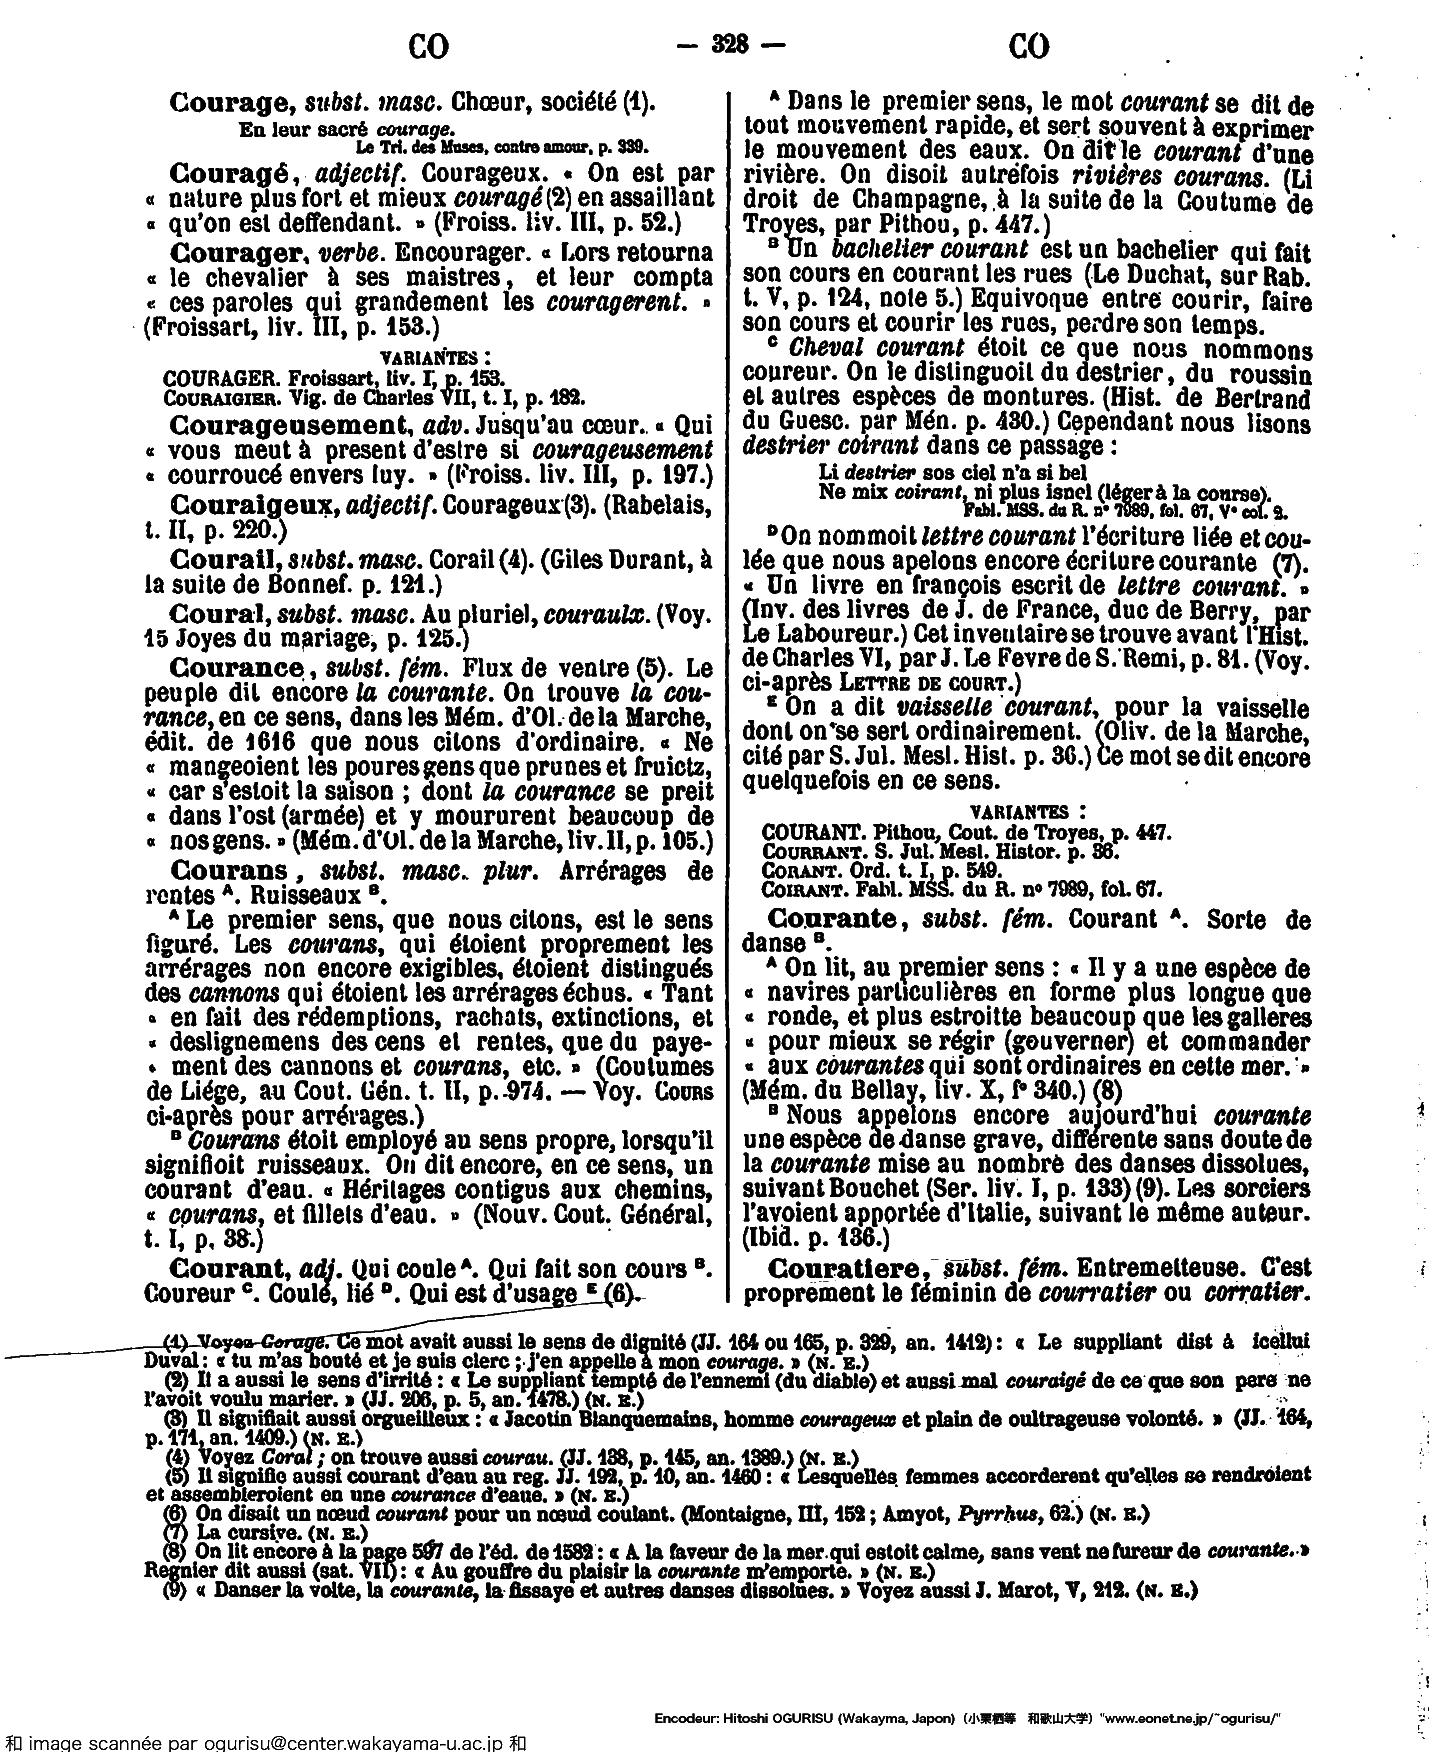 CO — 328 — CO
Courage, subst. masc. Chœur, société (1).
En leur sacré courage.
Le Tri. des Muses, contre amour, p. 339.
Couragé, adjectif. Courageux. « On est par
« nature plus fort et mieux couragé (2) en assaillant
« qu'on est deffendant. » (Froiss. liv. III, p. 52.)
Courager, verbe. Encourager. « Lors retourna
« le chevalier à ses maistres, et leur compta
« ces paroles qui grandement les couragerent. »
(Froissart, liv. III, p. 153.)
VARIANTES :
COURAGER. Froissart, liv. I, p. 153.
COURAIGIER. Vig. de Charles VII, t. I, p. 182.
Courageusement, adv. Jusqu'au cœur. « Qui
« vous meut à present d'estre si courageusement
« courroucé envers luy. » (Froiss. liv. III, p. 197.)
Couraigeux, adjectif. Courageux (3). (Rabelais,
t. II, p. 220.)
Courail, subst. masc. Corail (4). (Giles Durant, à
la suite de Bonnef. p. 121.)
Coural, subst. masc. Au pluriel, couraulx. (Voy.
15 Joyes du mariage, p. 125.)
Courance, subst. fém. Flux de ventre (5). Le
peuple dit encore la courante. On trouve la cou-
rance, en ce sens, dans les Mém. d'Ol. de la Marche,
édit. de 1616 que nous citons d'ordinaire. « Ne
« mangeoient les poures gens que prunes et fruictz,
« car s'estoit la saison ; dont la courance se preit
« dans l'ost (armée) et y moururent beaucoup de
« nos gens. » (Mém. d'Ol. de la Marche, liv. II, p. 105.)
Courans, subst. masc. plur. Arrérages de
rentes ᴬ. Ruisseaux ᴮ.
ᴬ Le premier sens, que nous citons, est le sens
figuré. Les courans, qui étoient proprement les
arrérages non encore exigibles, étoient distingués
des cannons qui étoient les arrérages échus. « Tant
« en fait des rédemptions, rachats, extinctions, et
« deslignemens des cens et rentes, que du paye-
« ment des cannons et courans, etc. » (Coutumes
de Liége, au Cout. Gén. t. II, p. 974. — Voy. COURS
ci-après pour arrérages.)
ᴮ Courans étoit employé au sens propre, lorsqu'il
signifioit ruisseaux. On dit encore, en ce sens, un
courant d'eau. « Héritages contigus aux chemins,
« courans, et fillets d'eau. » (Nouv. Cout. Général,
t. I, p. 38.)
Courant, adj. Qui coule ᴬ. Qui fait son cours ᴮ.
Coureur ᶜ. Coulé, lié ᴰ. Qui est d'usage ᴱ (6).
ᴬ Dans le premier sens, le mot courant se dit de
tout mouvement rapide, et sert souvent à exprimer
le mouvement des eaux. On dit le courant d'une
rivière. On disoit autrefois rivières courans. (Li
droit de Champagne, à la suite de la Coutume de
Troyes, par Pithou, p. 447.)
ᴮ Un bachelier courant est un bachelier qui fait
son cours en courant les rues (Le Duchat, sur Rab.
t. V, p. 124, note 5.) Equivoque entre courir, faire
son cours et courir les rues, perdre son temps.
ᶜ Cheval courant étoit ce que nous nommons
coureur. On le distinguoit du destrier, du roussin
et autres espèces de montures. (Hist. de Bertrand
du Guesc. par Mén. p. 430.) Cependant nous lisons
destrier coirant dans ce passage :
Li destrier sos ciel n'a si bel
Ne mix coirant, ni plus isnel (léger à la course).
Fabl. MSS. du R. n° 7989, fol. 67, V° col. 2.
ᴰ On nommoit lettre courant l'écriture liée et cou-
lée que nous apelons encore écriture courante (7).
« Un livre en françois escrit de lettre courant. »
(Inv. des livres de J. de France, duc de Berry, par
Le Laboureur.) Cet inventaire se trouve avant l'Hist.
de Charles VI, par J. Le Fevre de S. Remi, p. 81. (Voy.
ci-après LETTRE DE COURT.)
ᴱ On a dit vaisselle courant, pour la vaisselle
dont on se sert ordinairement. (Oliv. de la Marche,
cité par S. Jul. Mesl. Hist. p. 36.) Ce mot se dit encore
quelquefois en ce sens.
VARIANTES :
COURANT. Pithou, Cout. de Troyes, p. 447.
COURRANT. S. Jul. Mesl. Histor. p. 36.
CORANT. Ord. t. I, p. 549.
COIRANT. Fabl. MSS. du R. n° 7989, fol. 67.
Courante, subst. fém. Courant ᴬ. Sorte de
danse ᴮ.
ᴬ On lit, au premier sens : « Il y a une espèce de
« navires particulières en forme plus longue que
« ronde, et plus estroitte beaucoup que les galleres
« pour mieux se régir (gouverner) et commander
« aux courantes qui sont ordinaires en cette mer. »
(Mém. du Bellay, liv. X, f° 340.) (8)
ᴮ Nous appelons encore aujourd'hui courante
une espèce de danse grave, différente sans doute de
la courante mise au nombre des danses dissolues,
suivant Bouchet (Ser. liv. I, p. 133) (9). Les sorciers
l'avoient apportée d'Italie, suivant le même auteur.
(Ibid. p. 136.)
Couratiere, subst. fém. Entremetteuse. C'est
proprement le féminin de courratier ou corratier.
(1) Voyez Corage. Ce mot avait aussi le sens de dignité (JJ. 164 ou 165, p. 329, an. 1412) : « Le suppliant dist à icellui
Duval : « tu m'as bouté et je suis clerc ; j'en appelle à mon courage. » (N. E.)
(2) Il a aussi le sens d'irrité : « Le suppliant tempté de l'ennemi (du diable) et aussi mal couraigé de ce que son pere ne
l'avoit voulu marier. » (JJ. 206, p. 5, an. 1478.) (N. E.)
(3) Il signifiait aussi orgueilleux : « Jacotin Blanquemains, homme courageux et plain de oultrageuse volonté. » (JJ. 164,
p. 171, an. 1409.) (N. E.)
(4) Voyez Coral ; on trouve aussi courau. (JJ. 138, p. 145, an. 1389.) (N. E.)
(5) Il signifie aussi courant d'eau au reg. JJ. 192, p. 10, an. 1460 : « Lesquelles femmes accorderent qu'elles se rendroient
et assembleroient en une courance d'eaue. » (N. E.)
(6) On disait un nœud courant pour un nœud coulant. (Montaigne, III, 152 ; Amyot, Pyrrhus, 62.) (N. E.)
(7) La cursive. (N. E.)
(8) On lit encore à la page 597 de l'éd. de 1582 : « A la faveur de la mer qui estoit calme, sans vent ne fureur de courante. »
Regnier dit aussi (sat. VII) : « Au gouffre du plaisir la courante m'emporte. » (N. E.)
(9) « Danser la volte, la courante, la fissaye et autres danses dissolues. » Voyez aussi J. Marot, V, 212. (N. E.)
Encodeur: Hitoshi OGURISU (Wakayma, Japon) (小栗栖等 和歌山大学) "www.eonet.ne.jp/~ogurisu/"
和 image scannée par ogurisu@center.wakayama-u.ac.jp 和